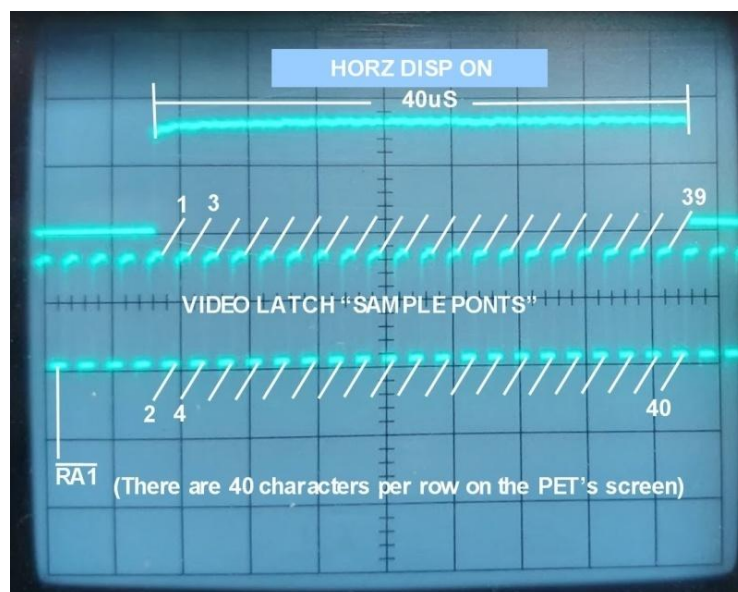 HORZ DISP ON
40uS
1 3 39
VIDEO LATCH “SAMPLE PONTS”
2 4 40
RA1
(There are 40 characters per row on the PET’s screen)